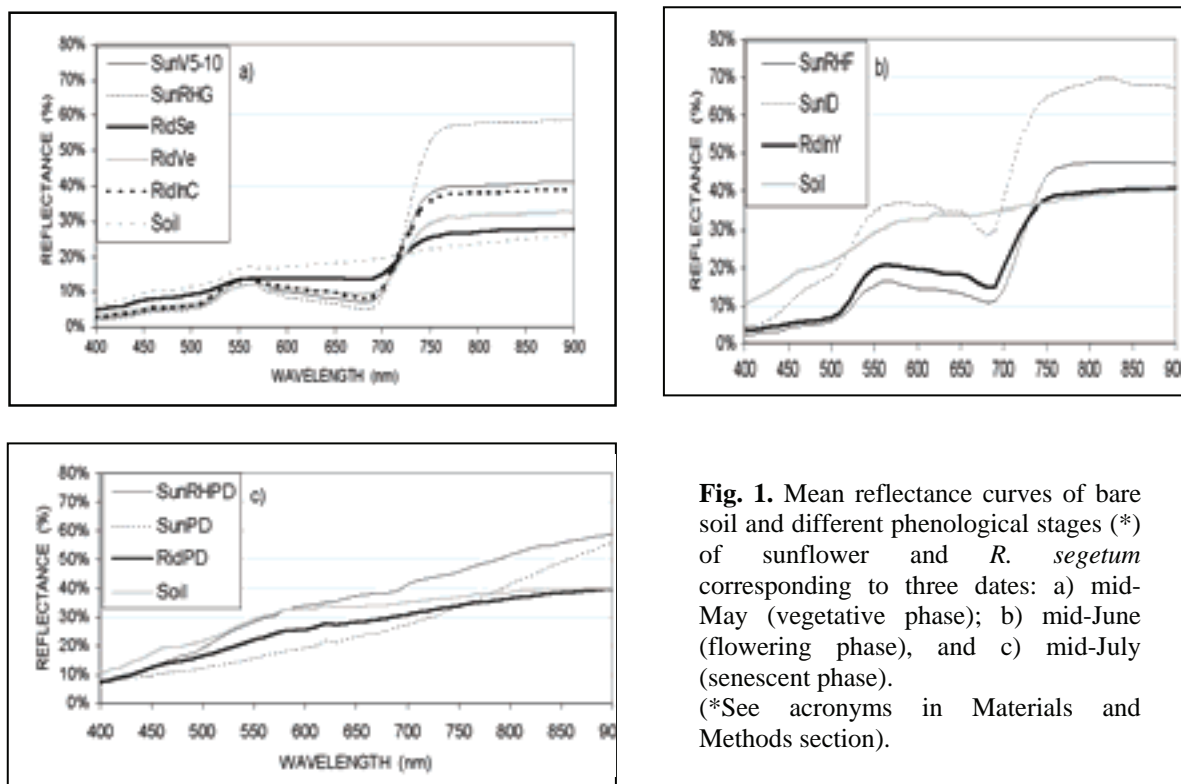 80%
70%
60%
50%
40%
30%
20%
10%
0%
REFLECTANCE (%)
SunV5-10
SunRHG
RidSe
RidVe
RidInC
Soil
a)
400 450 500 550 600 650 700 750 800 850 900
WAVELENGTH (nm)
80%
70%
60%
50%
40%
30%
20%
10%
0%
REFLECTANCE (%)
SunRHF
SunID
RidInY
Soil
b)
400 450 500 550 600 650 700 750 800 850 90
80%
70%
60%
50%
40%
30%
20%
10%
0%
REFLECTANCE (%)
SunRHPD
SunPD
RidPD
Soil
c)
400 450 500 550 600 650 700 750 800 850 90
WAVELENGTH (nm)
Fig. 1. Mean reflectance curves of bare
soil and different phenological stages (*)
of sunflower and R. segetum
corresponding to three dates: a) mid-
May (vegetative phase); b) mid-June
(flowering phase), and c) mid-July
(senescent phase).
(*See acronyms in Materials and
Methods section).